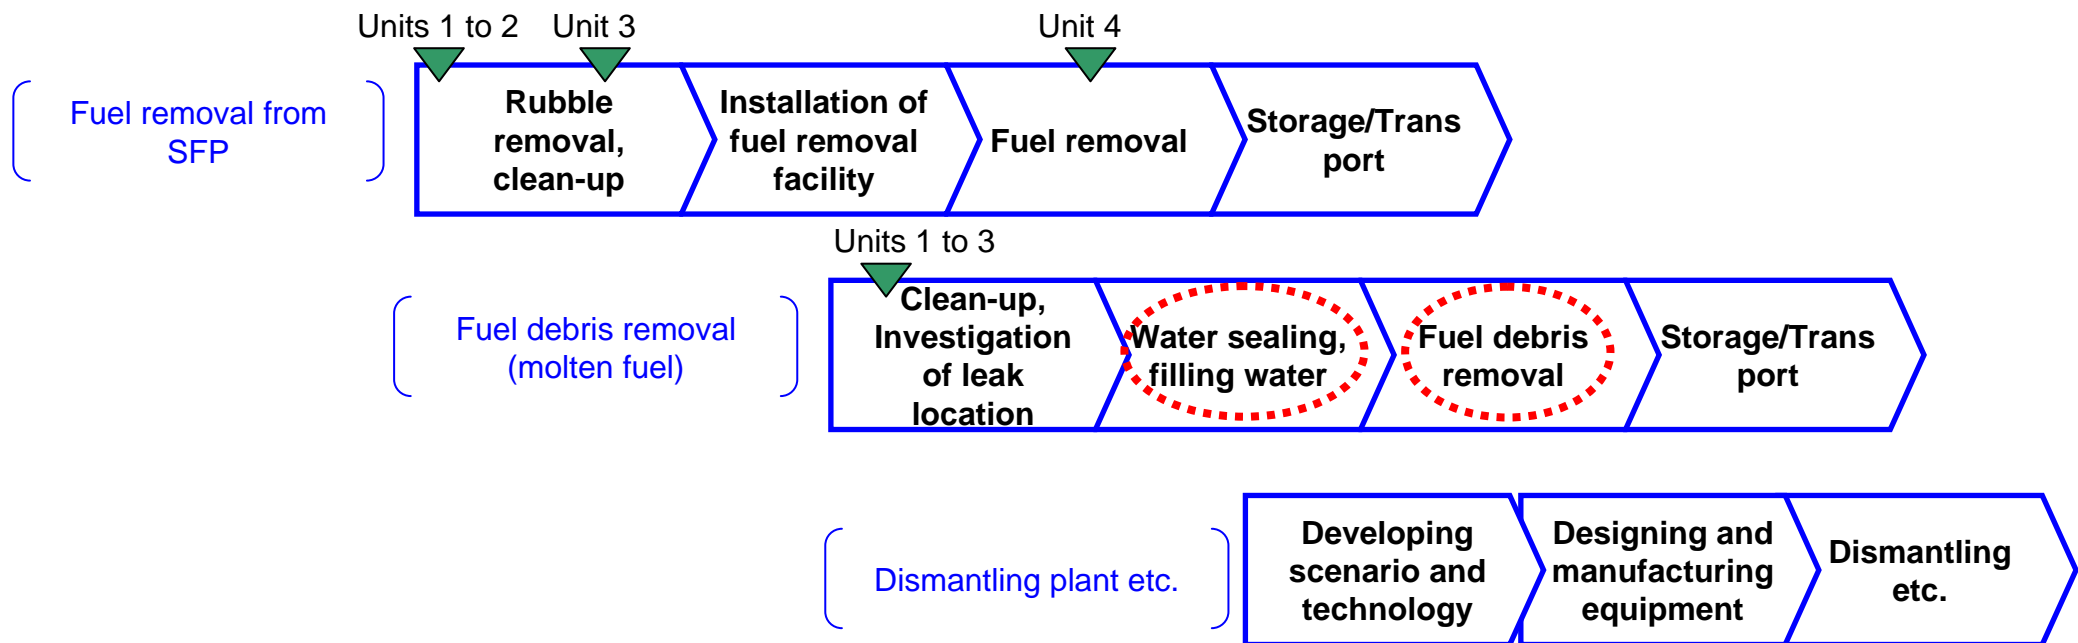 Units 1 to 2
Unit 3
Unit 4
Fuel removal from
SFP
Rubble
removal,
clean-up
Installation of
fuel removal
facility
Fuel removal
Storage/Trans
port
Units 1 to 3
Fuel debris removal
(molten fuel)
Clean-up,
Investigation
of leak
location
Water sealing,
filling water
Fuel debris
removal
Storage/Trans
port
Dismantling plant etc.
Developing
scenario and
technology
Designing and
manufacturing
equipment
Dismantling
etc.